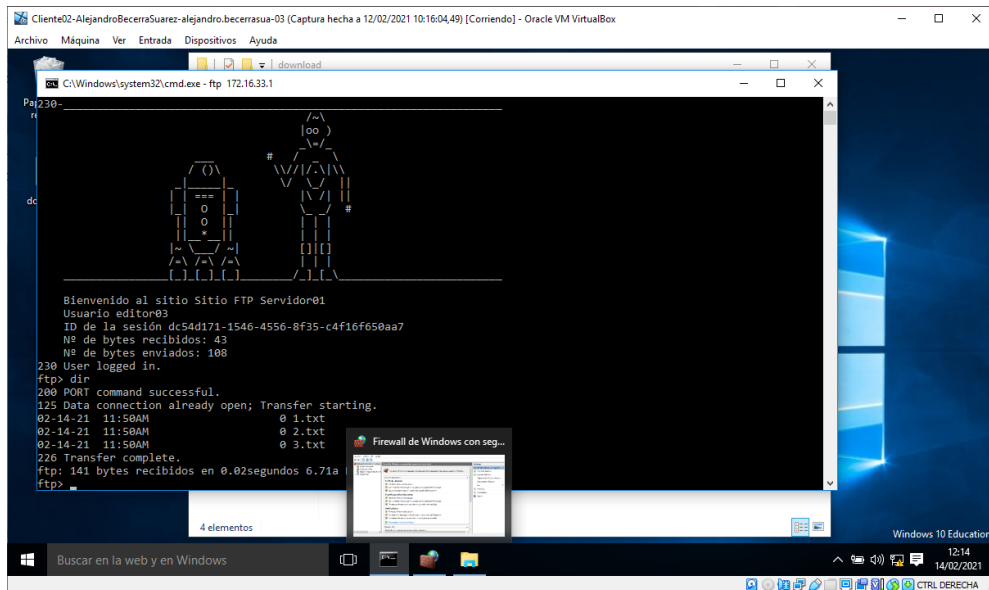 Cliente02-AlejandroBecerraSuarez-alejandro.becerrasua-03 (Captura hecha a 12/02/2021 10:16:04,49) [Corriendo] - Oracle VM VirtualBox
Archivo Máquina Ver Entrada Dispositivos Ayuda
download
C:\Windows\system32\cmd.exe - ftp 172.16.33.1
230-
Bienvenido al sitio Sitio FTP Servidor01
Usuario editor03
ID de la sesión dc54d171-1546-4556-8f35-c4f16f650aa7
Nº de bytes recibidos: 43
Nº de bytes enviados: 108
230 User logged in.
ftp> dir
200 PORT command successful.
125 Data connection already open; Transfer starting.
02-14-21 11:50AM 0 1.txt
02-14-21 11:50AM 0 2.txt
02-14-21 11:50AM 0 3.txt
226 Transfer complete.
ftp: 141 bytes recibidos en 0.02segundos 6.71a
ftp>
Firewall de Windows con seg...
4 elementos
Windows 10 Education
Buscar en la web y en Windows
12:14
14/02/2021
CTRL DERECHA